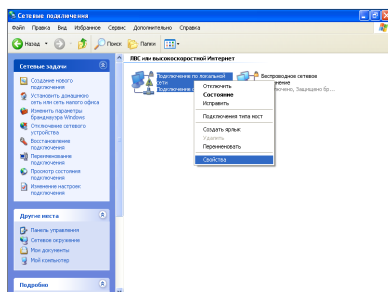 Сетевые подключения
Файл Правка Вид Избранное Сервис Дополнительно Справка
Назад Поиск Папки
Сетевые задачи
Создание нового подключения
Установить домашнюю сеть или сеть малого офиса
Изменить параметры брандмауэра Windows
Отключение сетевого устройства
Восстановление подключения
Переименование подключения
Просмотр состояния подключения
Изменение настроек подключения
Другие места
Панель управления
Сетевое окружение
Мои документы
Мой компьютер
Подробно
ЛВС или высокоскоростной Интернет
Подключение по локальной сети
Подключение
Беспроводное сетевое
Защищено бр...
Отключить
Состояние
Исправить
Подключения типа мост
Создать ярлык
Удалить
Переименовать
Свойства